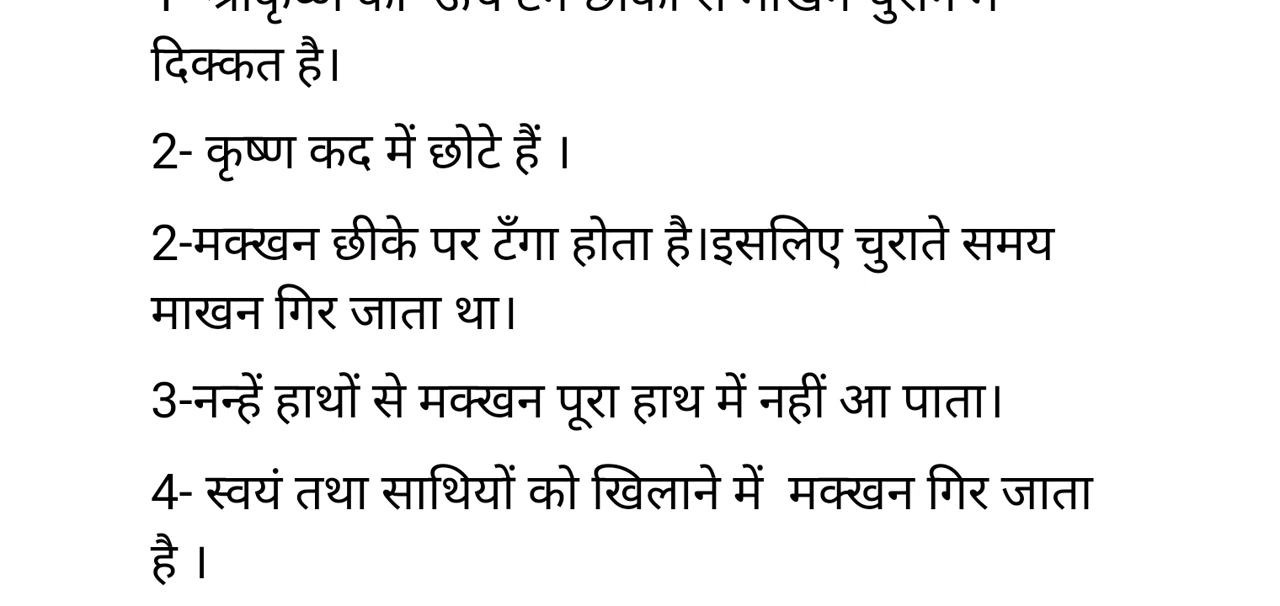 दिक्कत है।
2- कृष्ण कद में छोटे हैं ।
2-मक्खन छीके पर टँगा होता है।इसलिए चुराते समय
माखन गिर जाता था।
3-नन्हें हाथों से मक्खन पूरा हाथ में नहीं आ पाता।
4- स्वयं तथा साथियों को खिलाने में  मक्खन गिर जाता
है ।